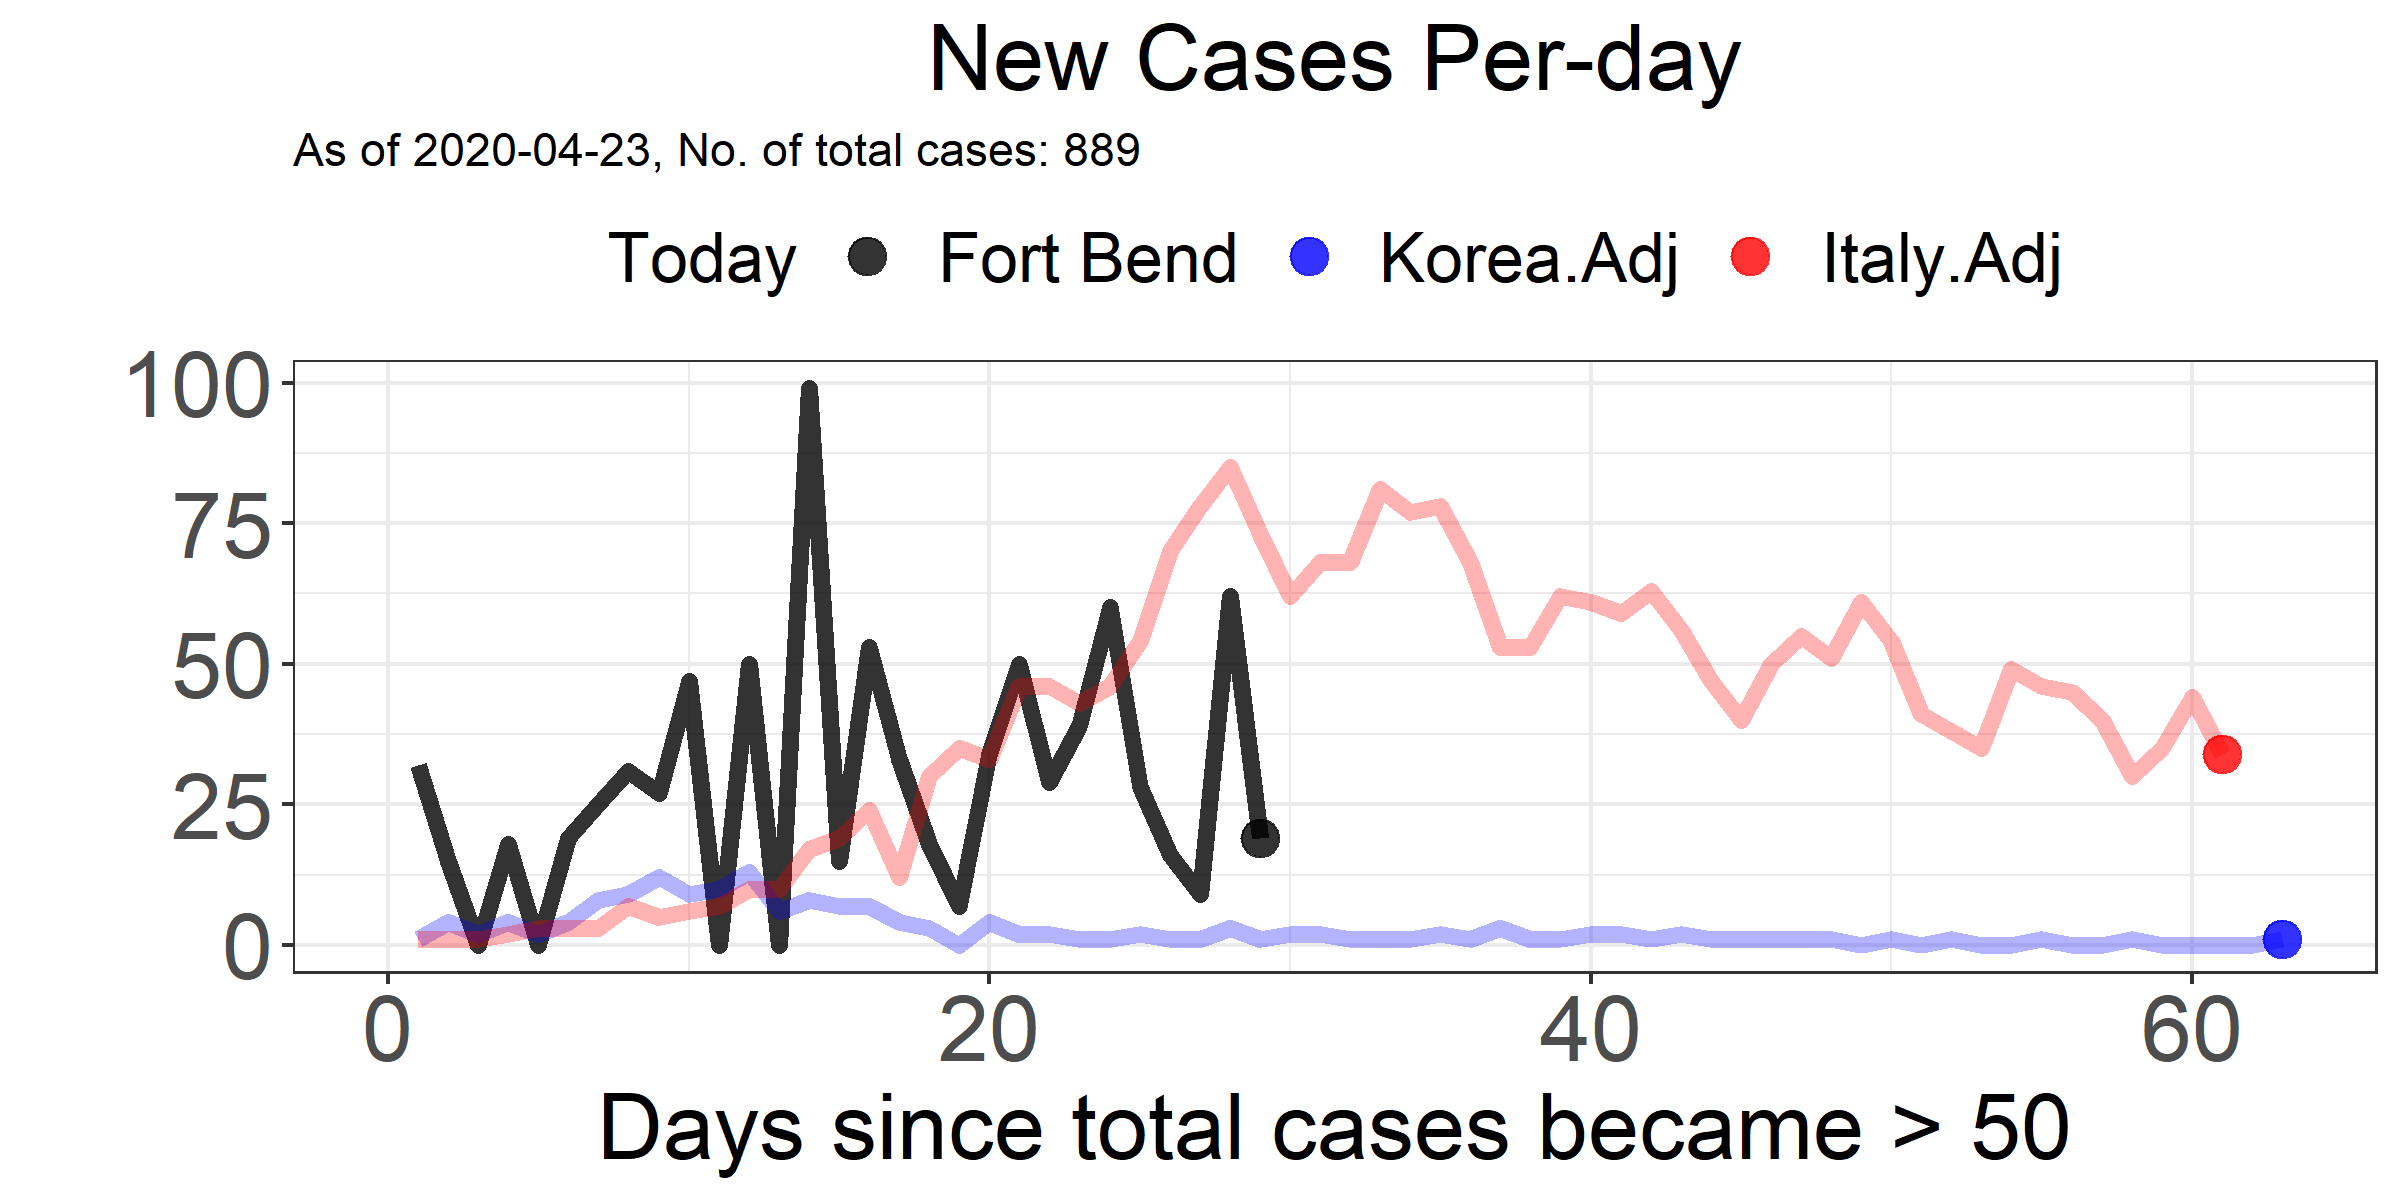 New Cases Per-day
As of 2020-04-23, No. of total cases: 889
Today Fort Bend Korea.Adj Italy.Adj
100
75
50
25
0
0 20 40 60
Days since total cases became > 50